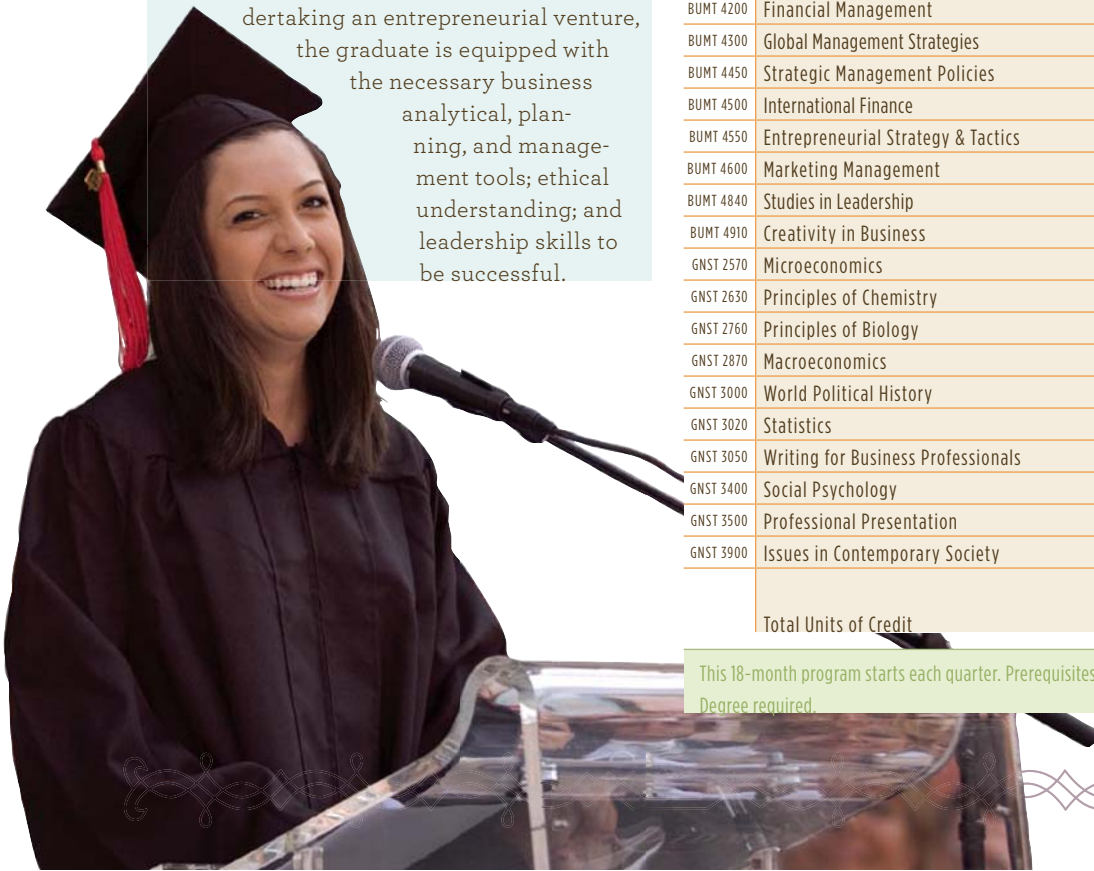 dertaking an entrepreneurial venture,
the graduate is equipped with
the necessary business
analytical, plan-
ning, and manage-
ment tools; ethical
understanding; and
leadership skills to
be successful.
BUMT 4200 Financial Management
BUMT 4300 Global Management Strategies
BUMT 4450 Strategic Management Policies
BUMT 4500 International Finance
BUMT 4550 Entrepreneurial Strategy & Tactics
BUMT 4600 Marketing Management
BUMT 4840 Studies in Leadership
BUMT 4910 Creativity in Business
GNST 2570 Microeconomics
GNST 2630 Principles of Chemistry
GNST 2760 Principles of Biology
GNST 2870 Macroeconomics
GNST 3000 World Political History
GNST 3020 Statistics
GNST 3050 Writing for Business Professionals
GNST 3400 Social Psychology
GNST 3500 Professional Presentation
GNST 3900 Issues in Contemporary Society
Total Units of Credit
This 18-month program starts each quarter. Prerequisites
Degree required.